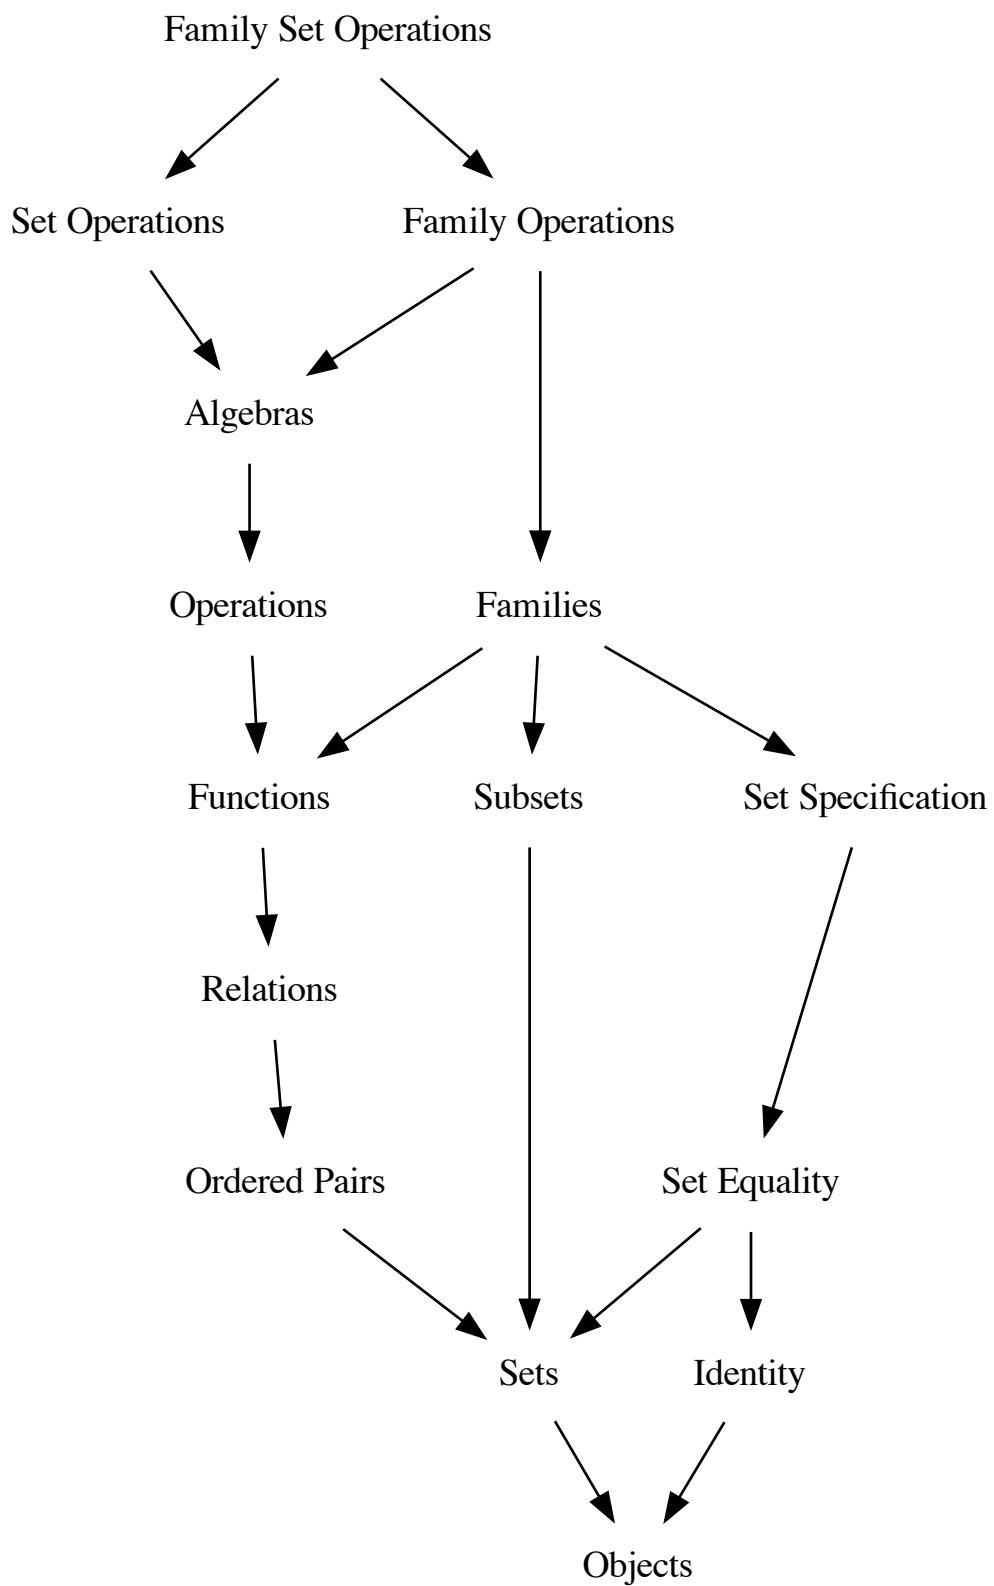 Family Set Operations
Set Operations
Family Operations
Algebras
Operations
Families
Functions
Subsets
Set Specification
Relations
Ordered Pairs
Set Equality
Sets
Identity
Objects